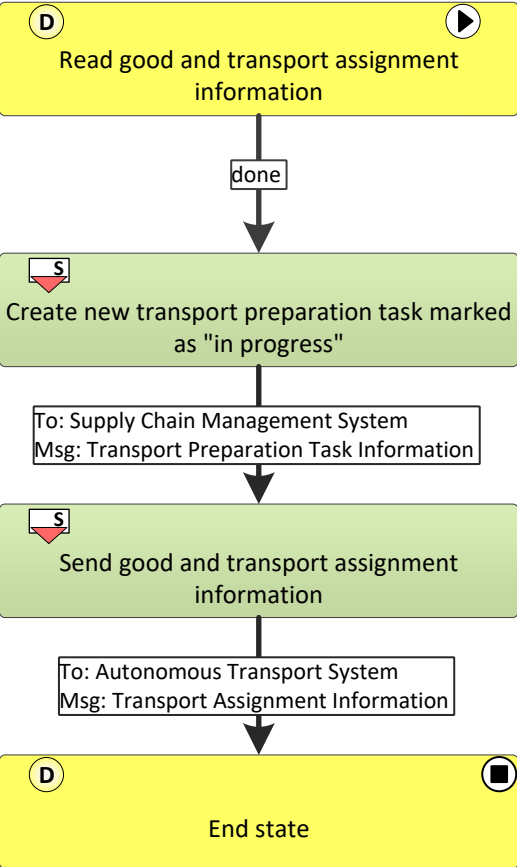 D
Read good and transport assignment
information
done
S
Create new transport preparation task marked
as "in progress"
To: Supply Chain Management System
Msg: Transport Preparation Task Information
S
Send good and transport assignment
information
To: Autonomous Transport System
Msg: Transport Assignment Information
D
End state